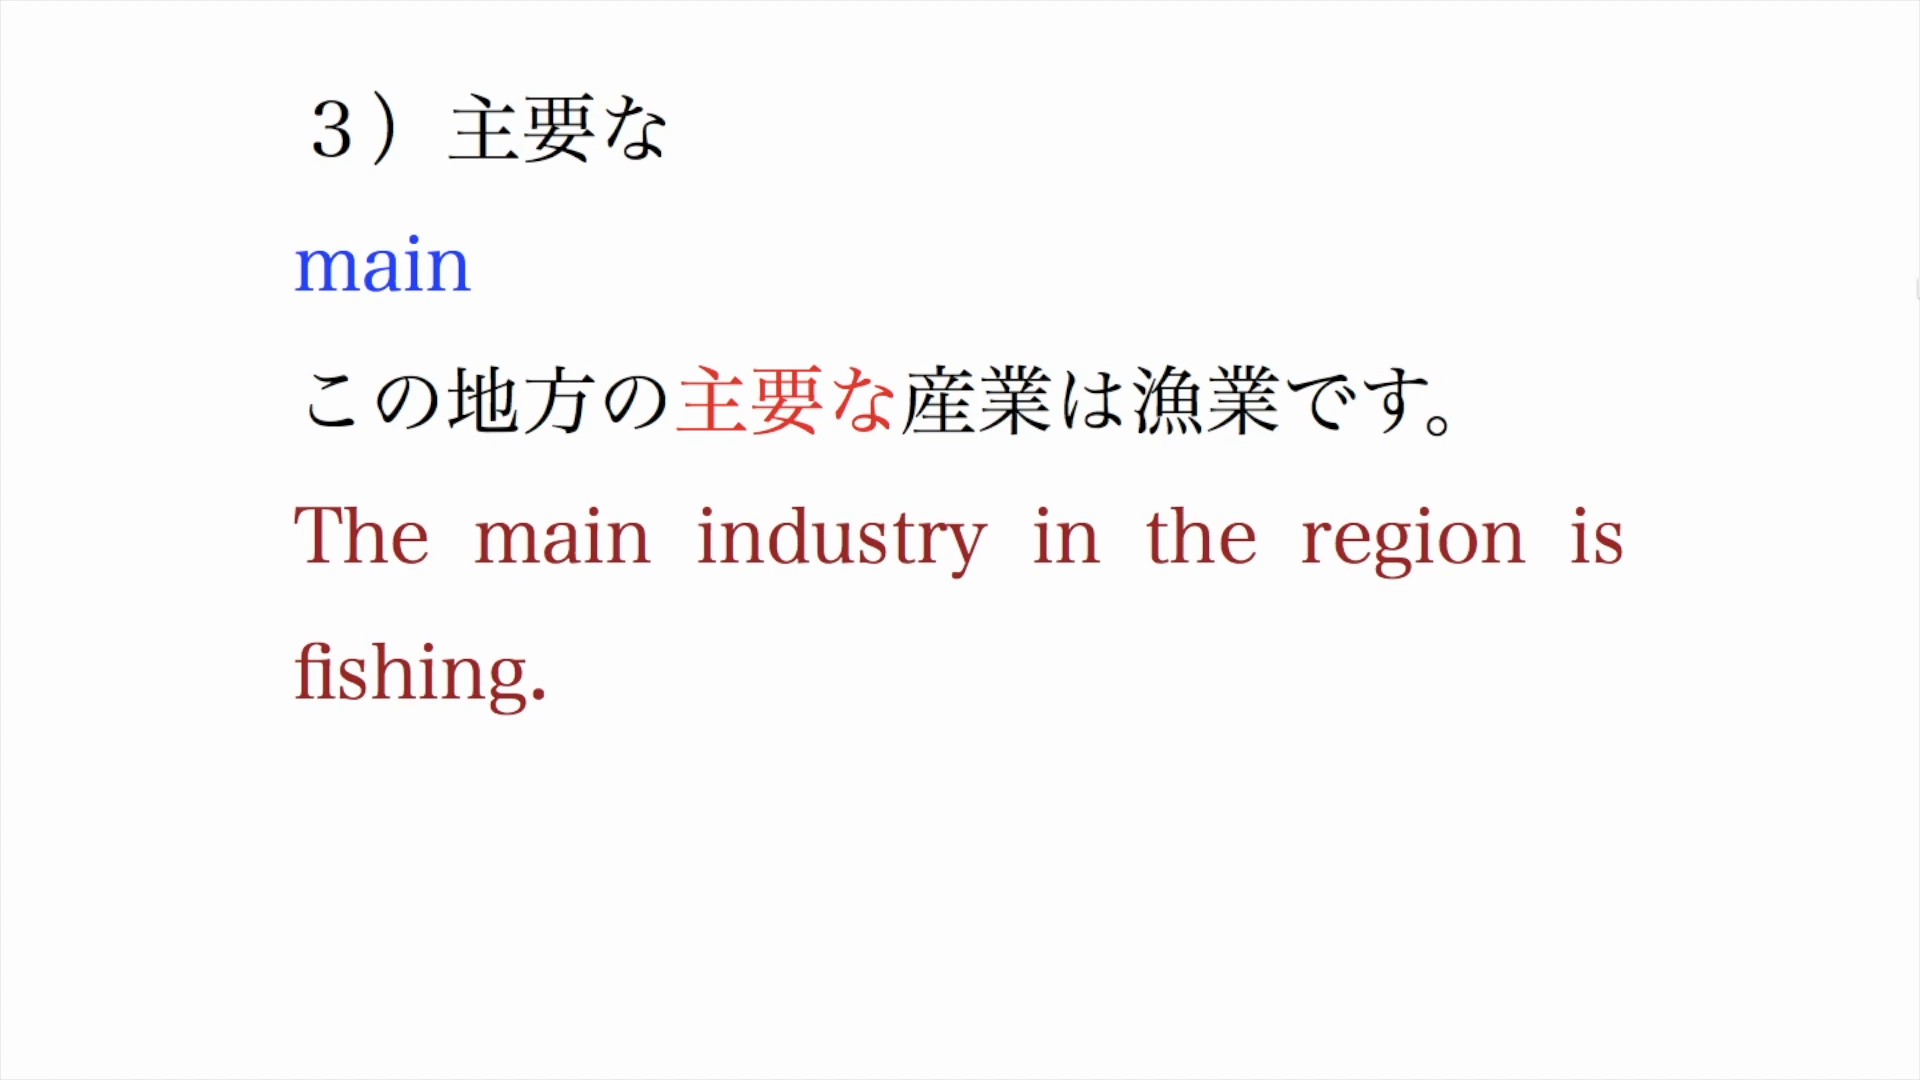 ３）主要な
main
この地方の主要な産業は漁業です。
The main industry in the region is
fishing.